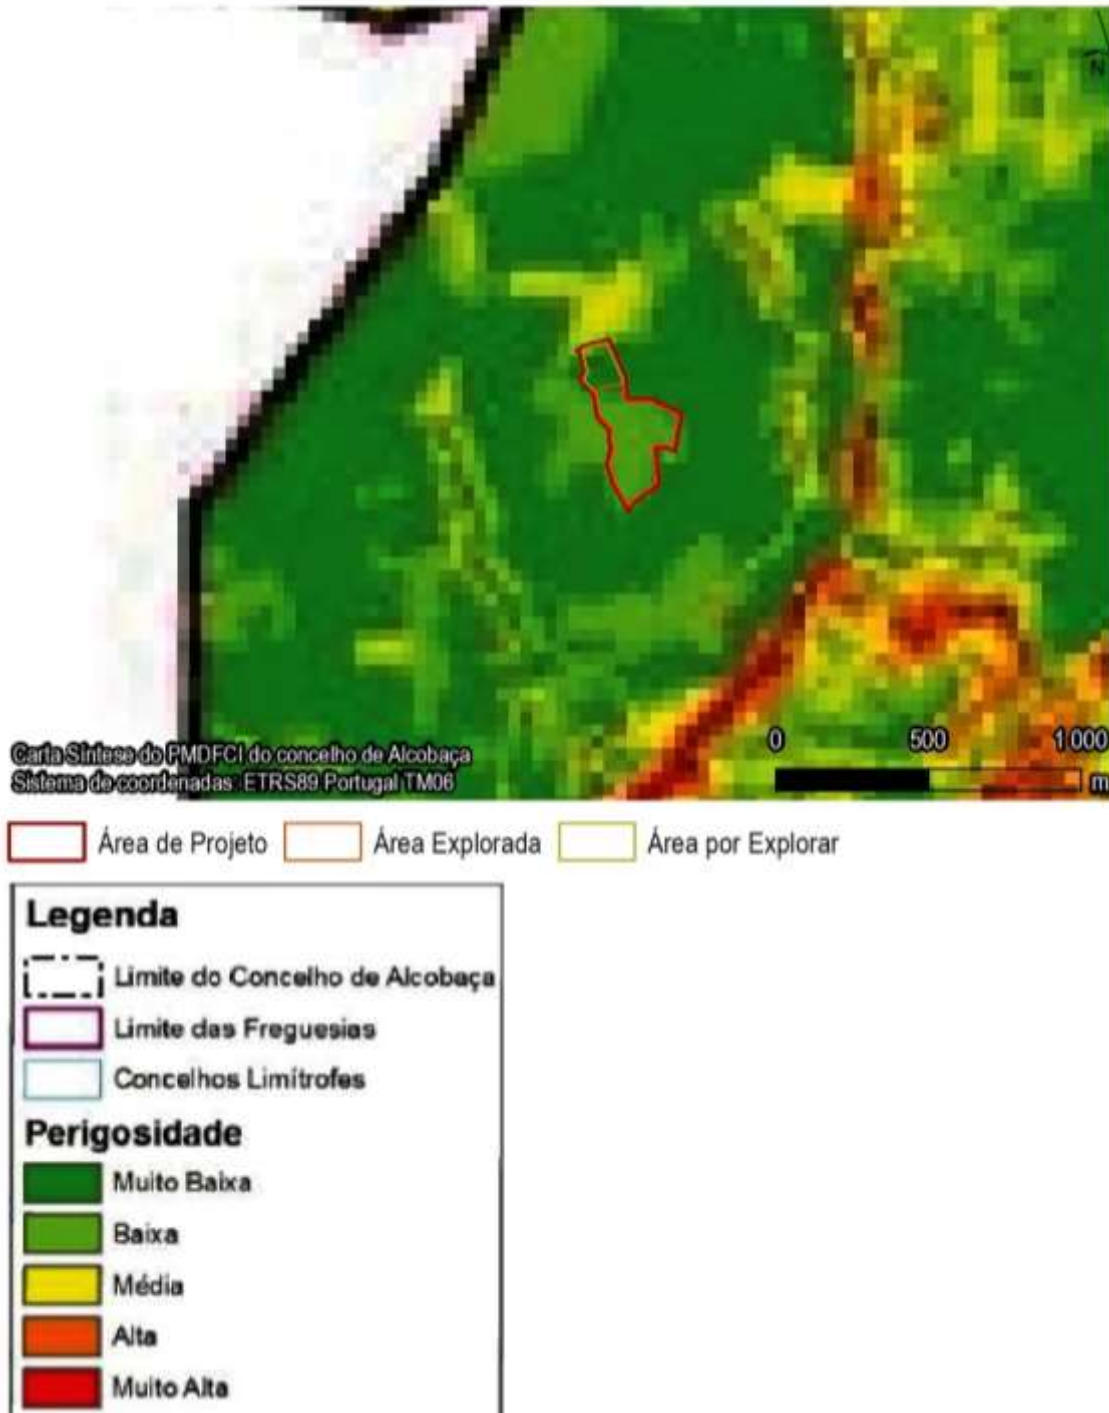 N
Carta Síntese do PMDFCI do concelho de Alcobaça
Sistema de coordenadas: ETRS89 Portugal TM06
0 500 1 000
m
Área de Projeto Área Explorada Área por Explorar
Legenda
Limite do Concelho de Alcobaça
Limite das Freguesias
Concelhos Limítrofes
Perigosidade
Muito Baixa
Baixa
Média
Alta
Muito Alta